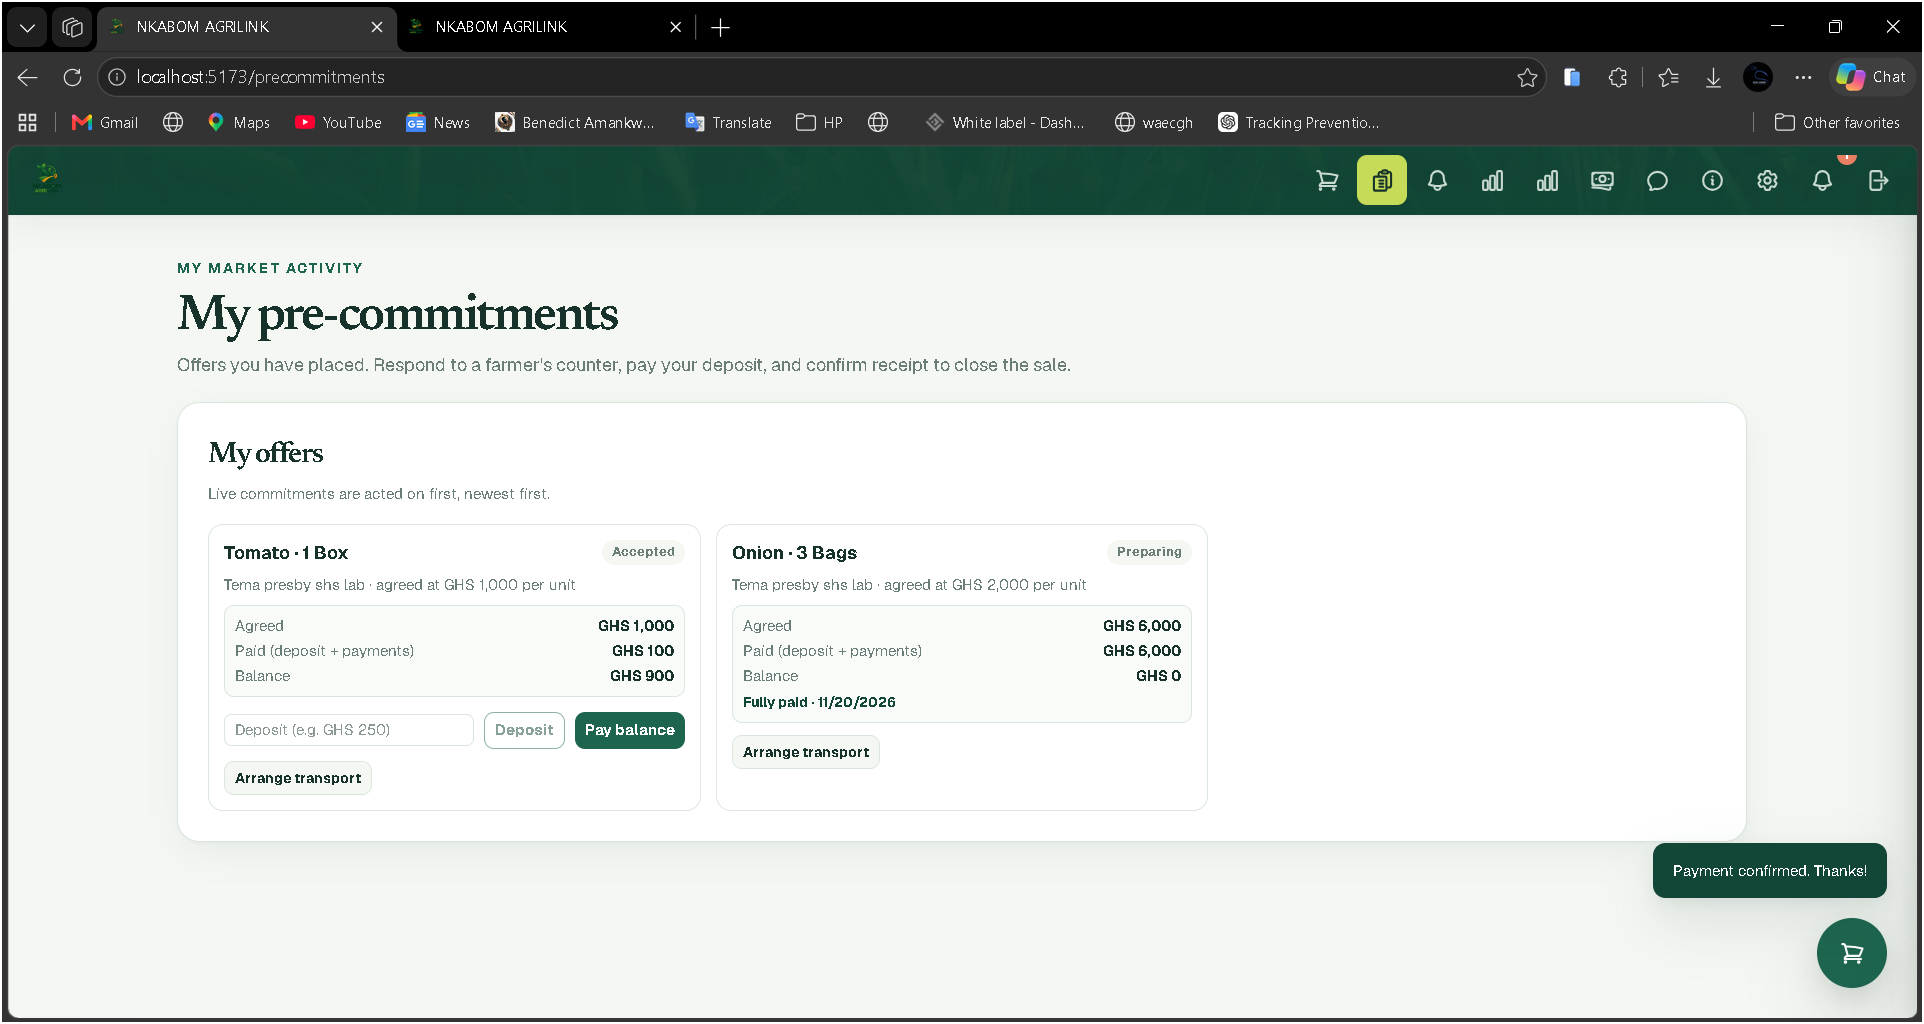 NKABOM AGRILINK
NKABOM AGRILINK
localhost:5173/precommitments
Chat
Gmail
Maps
YouTube
News
Benedict Amankw...
Translate
HP
White label - Dash...
waecgh
Tracking Preventio...
Other favorites
MY MARKET ACTIVITY
My pre-commitments
Offers you have placed. Respond to a farmer's counter, pay your deposit, and confirm receipt to close the sale.
My offers
Live commitments are acted on first, newest first.
Tomato · 1 Box
Accepted
Tema presby shs lab · agreed at GHS 1,000 per unit
Agreed GHS 1,000
Paid (deposit + payments) GHS 100
Balance GHS 900
Deposit (e.g. GHS 250)
Deposit
Pay balance
Arrange transport
Onion · 3 Bags
Preparing
Tema presby shs lab · agreed at GHS 2,000 per unit
Agreed GHS 6,000
Paid (deposit + payments) GHS 6,000
Balance GHS 0
Fully paid · 11/20/2026
Arrange transport
Payment confirmed. Thanks!